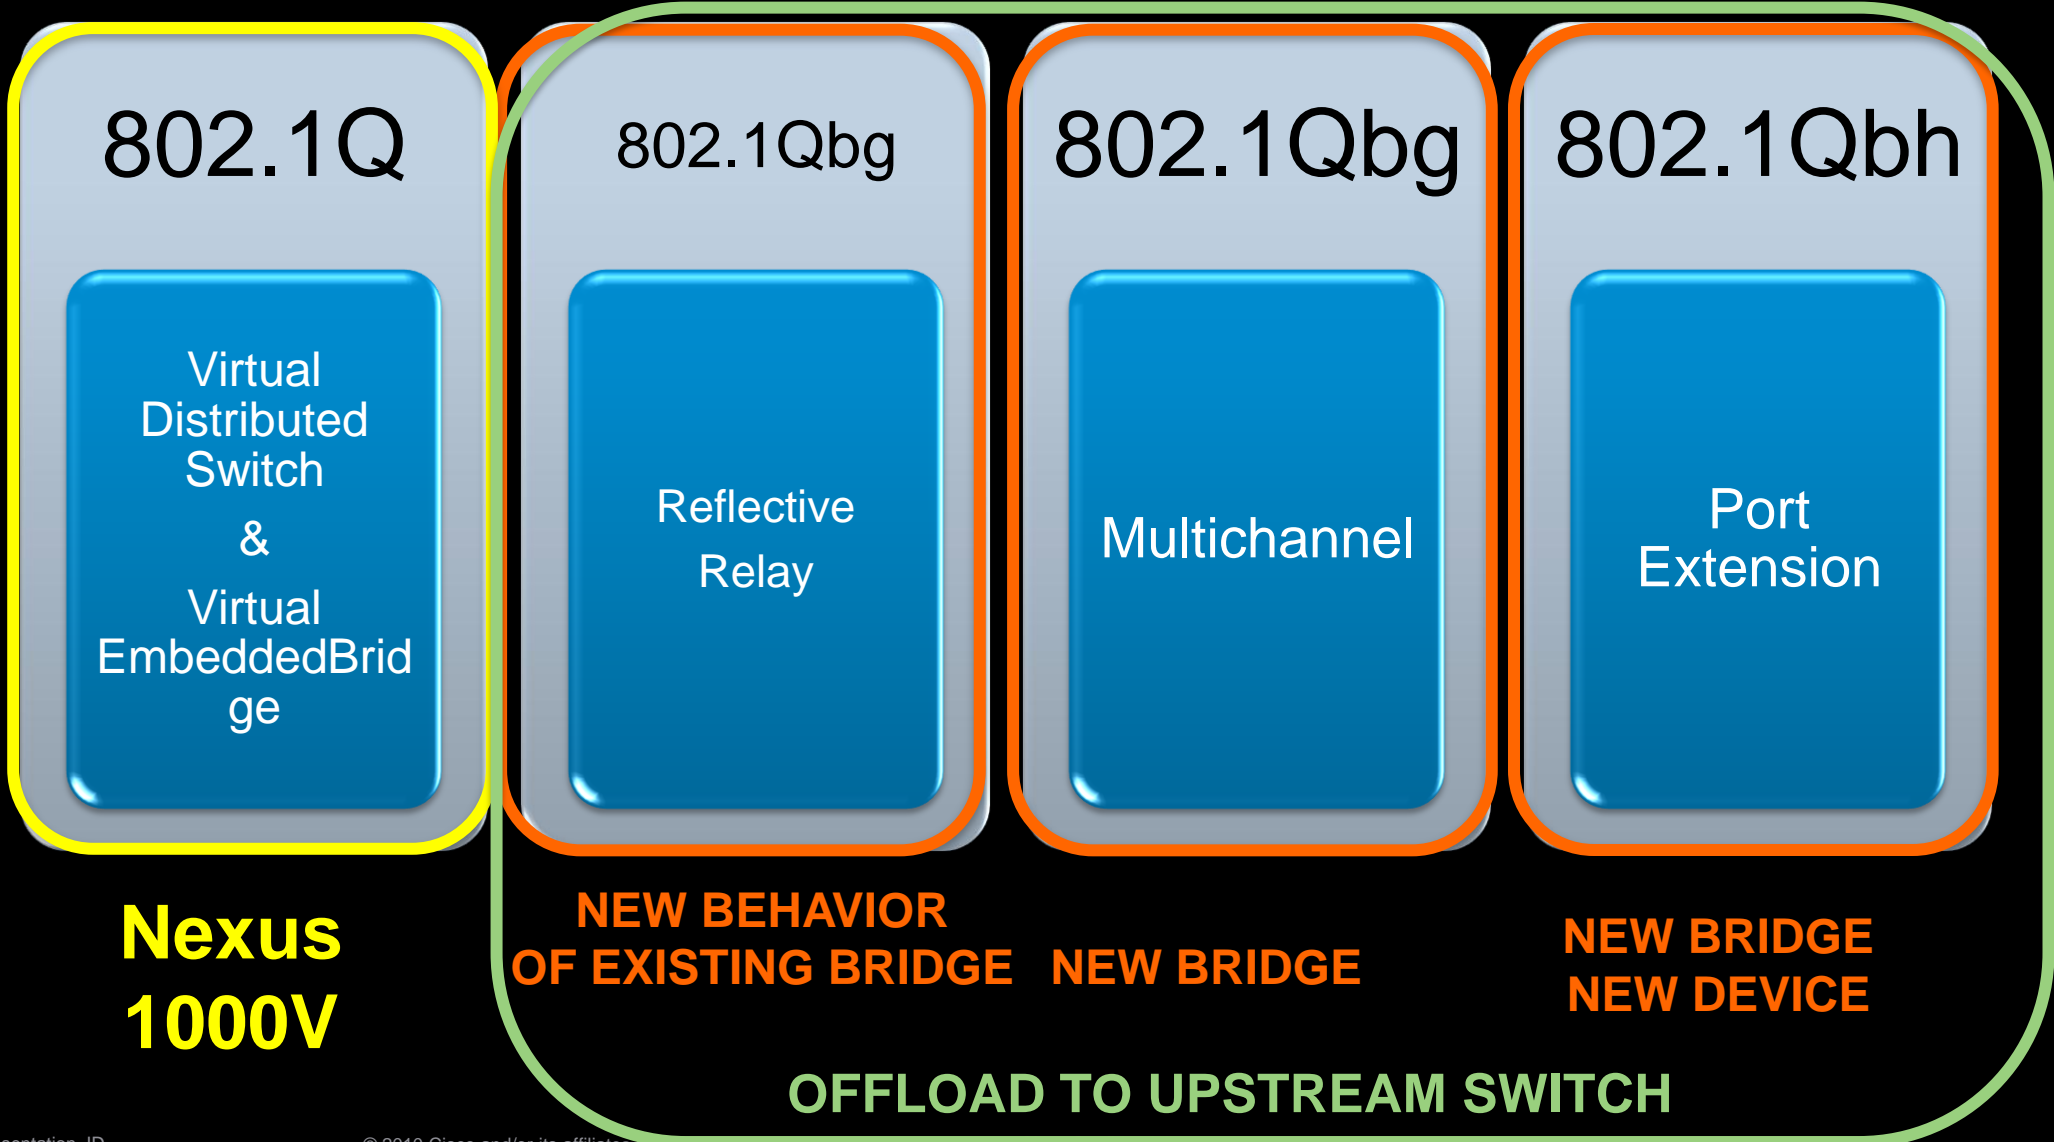 802.1Q
Virtual
Distributed
Switch
&
Virtual
EmbeddedBrid
ge
Nexus
1000V
802.1Qbg
Reflective
Relay
NEW BEHAVIOR
OF EXISTING BRIDGE
802.1Qbg
Multichannel
NEW BRIDGE
802.1Qbh
Port
Extension
NEW BRIDGE
NEW DEVICE
OFFLOAD TO UPSTREAM SWITCH